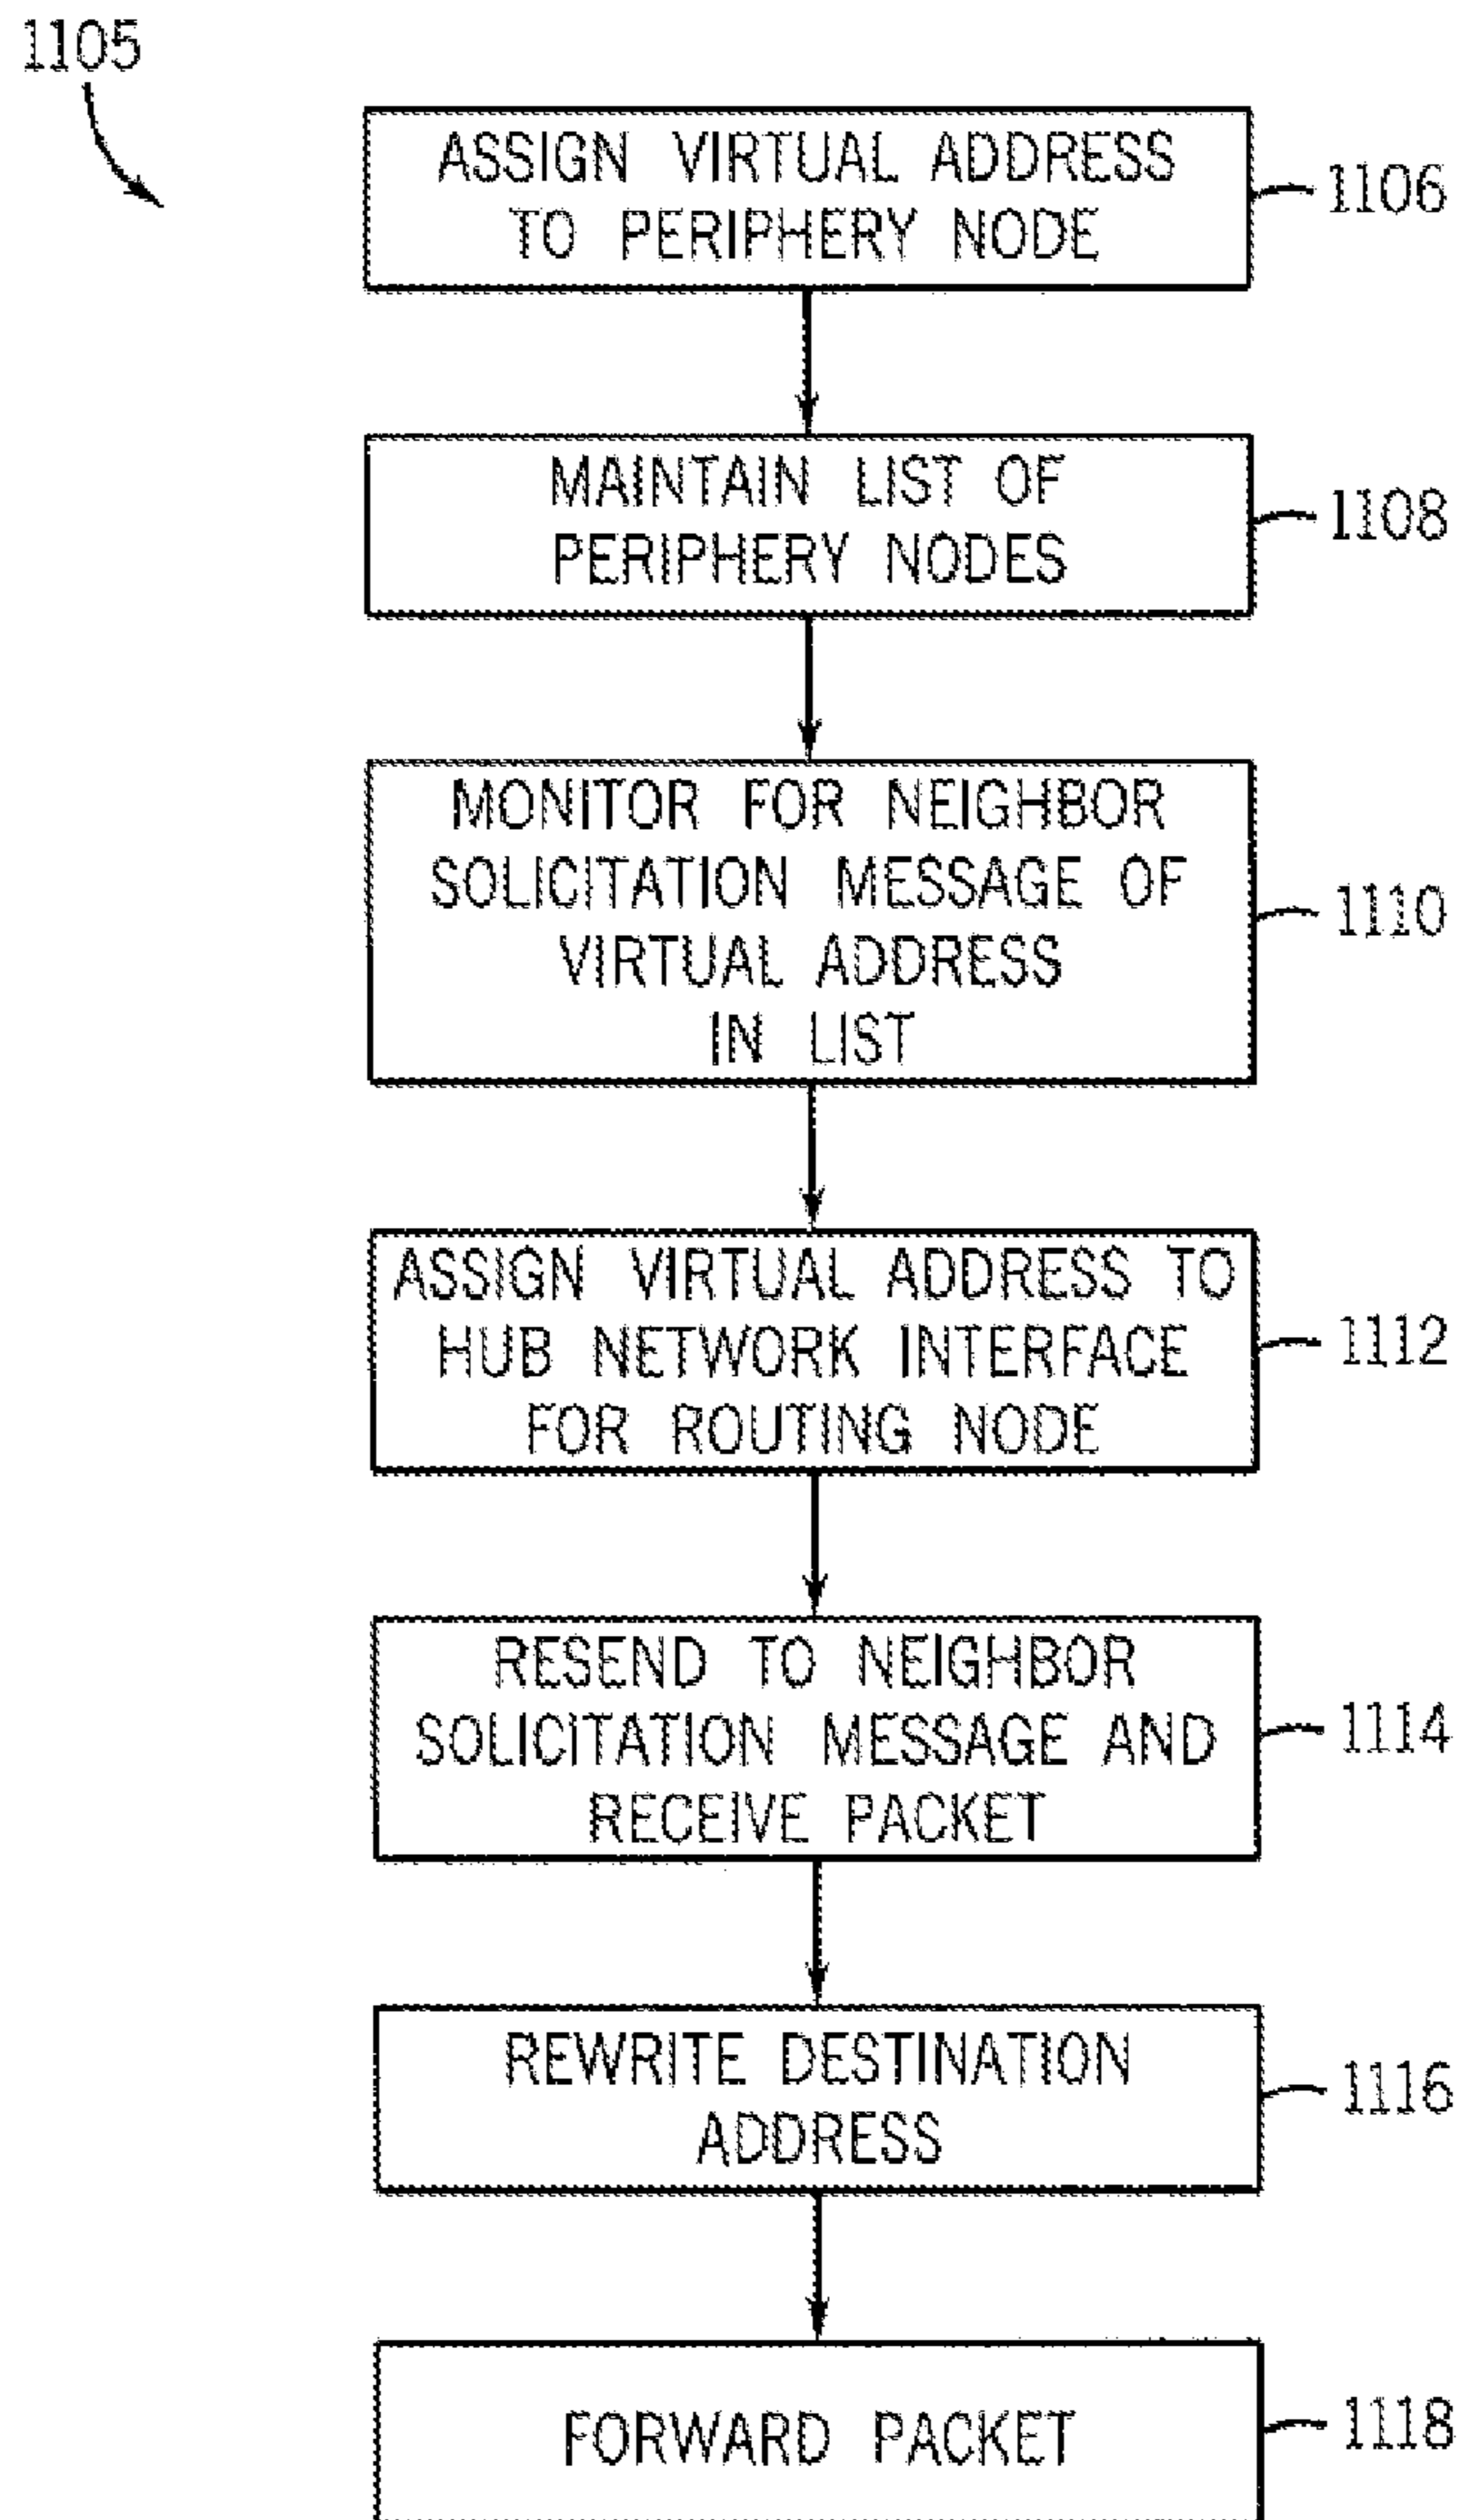 1105
ASSIGN VIRTUAL ADDRESS
TO PERIPHERY NODE
1106
MAINTAIN LIST OF
PERIPHERY NODES
1108
MONITOR FOR NEIGHBOR
SOLICITATION MESSAGE OF
VIRTUAL ADDRESS
IN LIST
1110
ASSIGN VIRTUAL ADDRESS TO
HUB NETWORK INTERFACE
FOR ROUTING NODE
1112
RESEND TO NEIGHBOR
SOLICITATION MESSAGE AND
RECEIVE PACKET
1114
REWRITE DESTINATION
ADDRESS
1116
FORWARD PACKET
1118